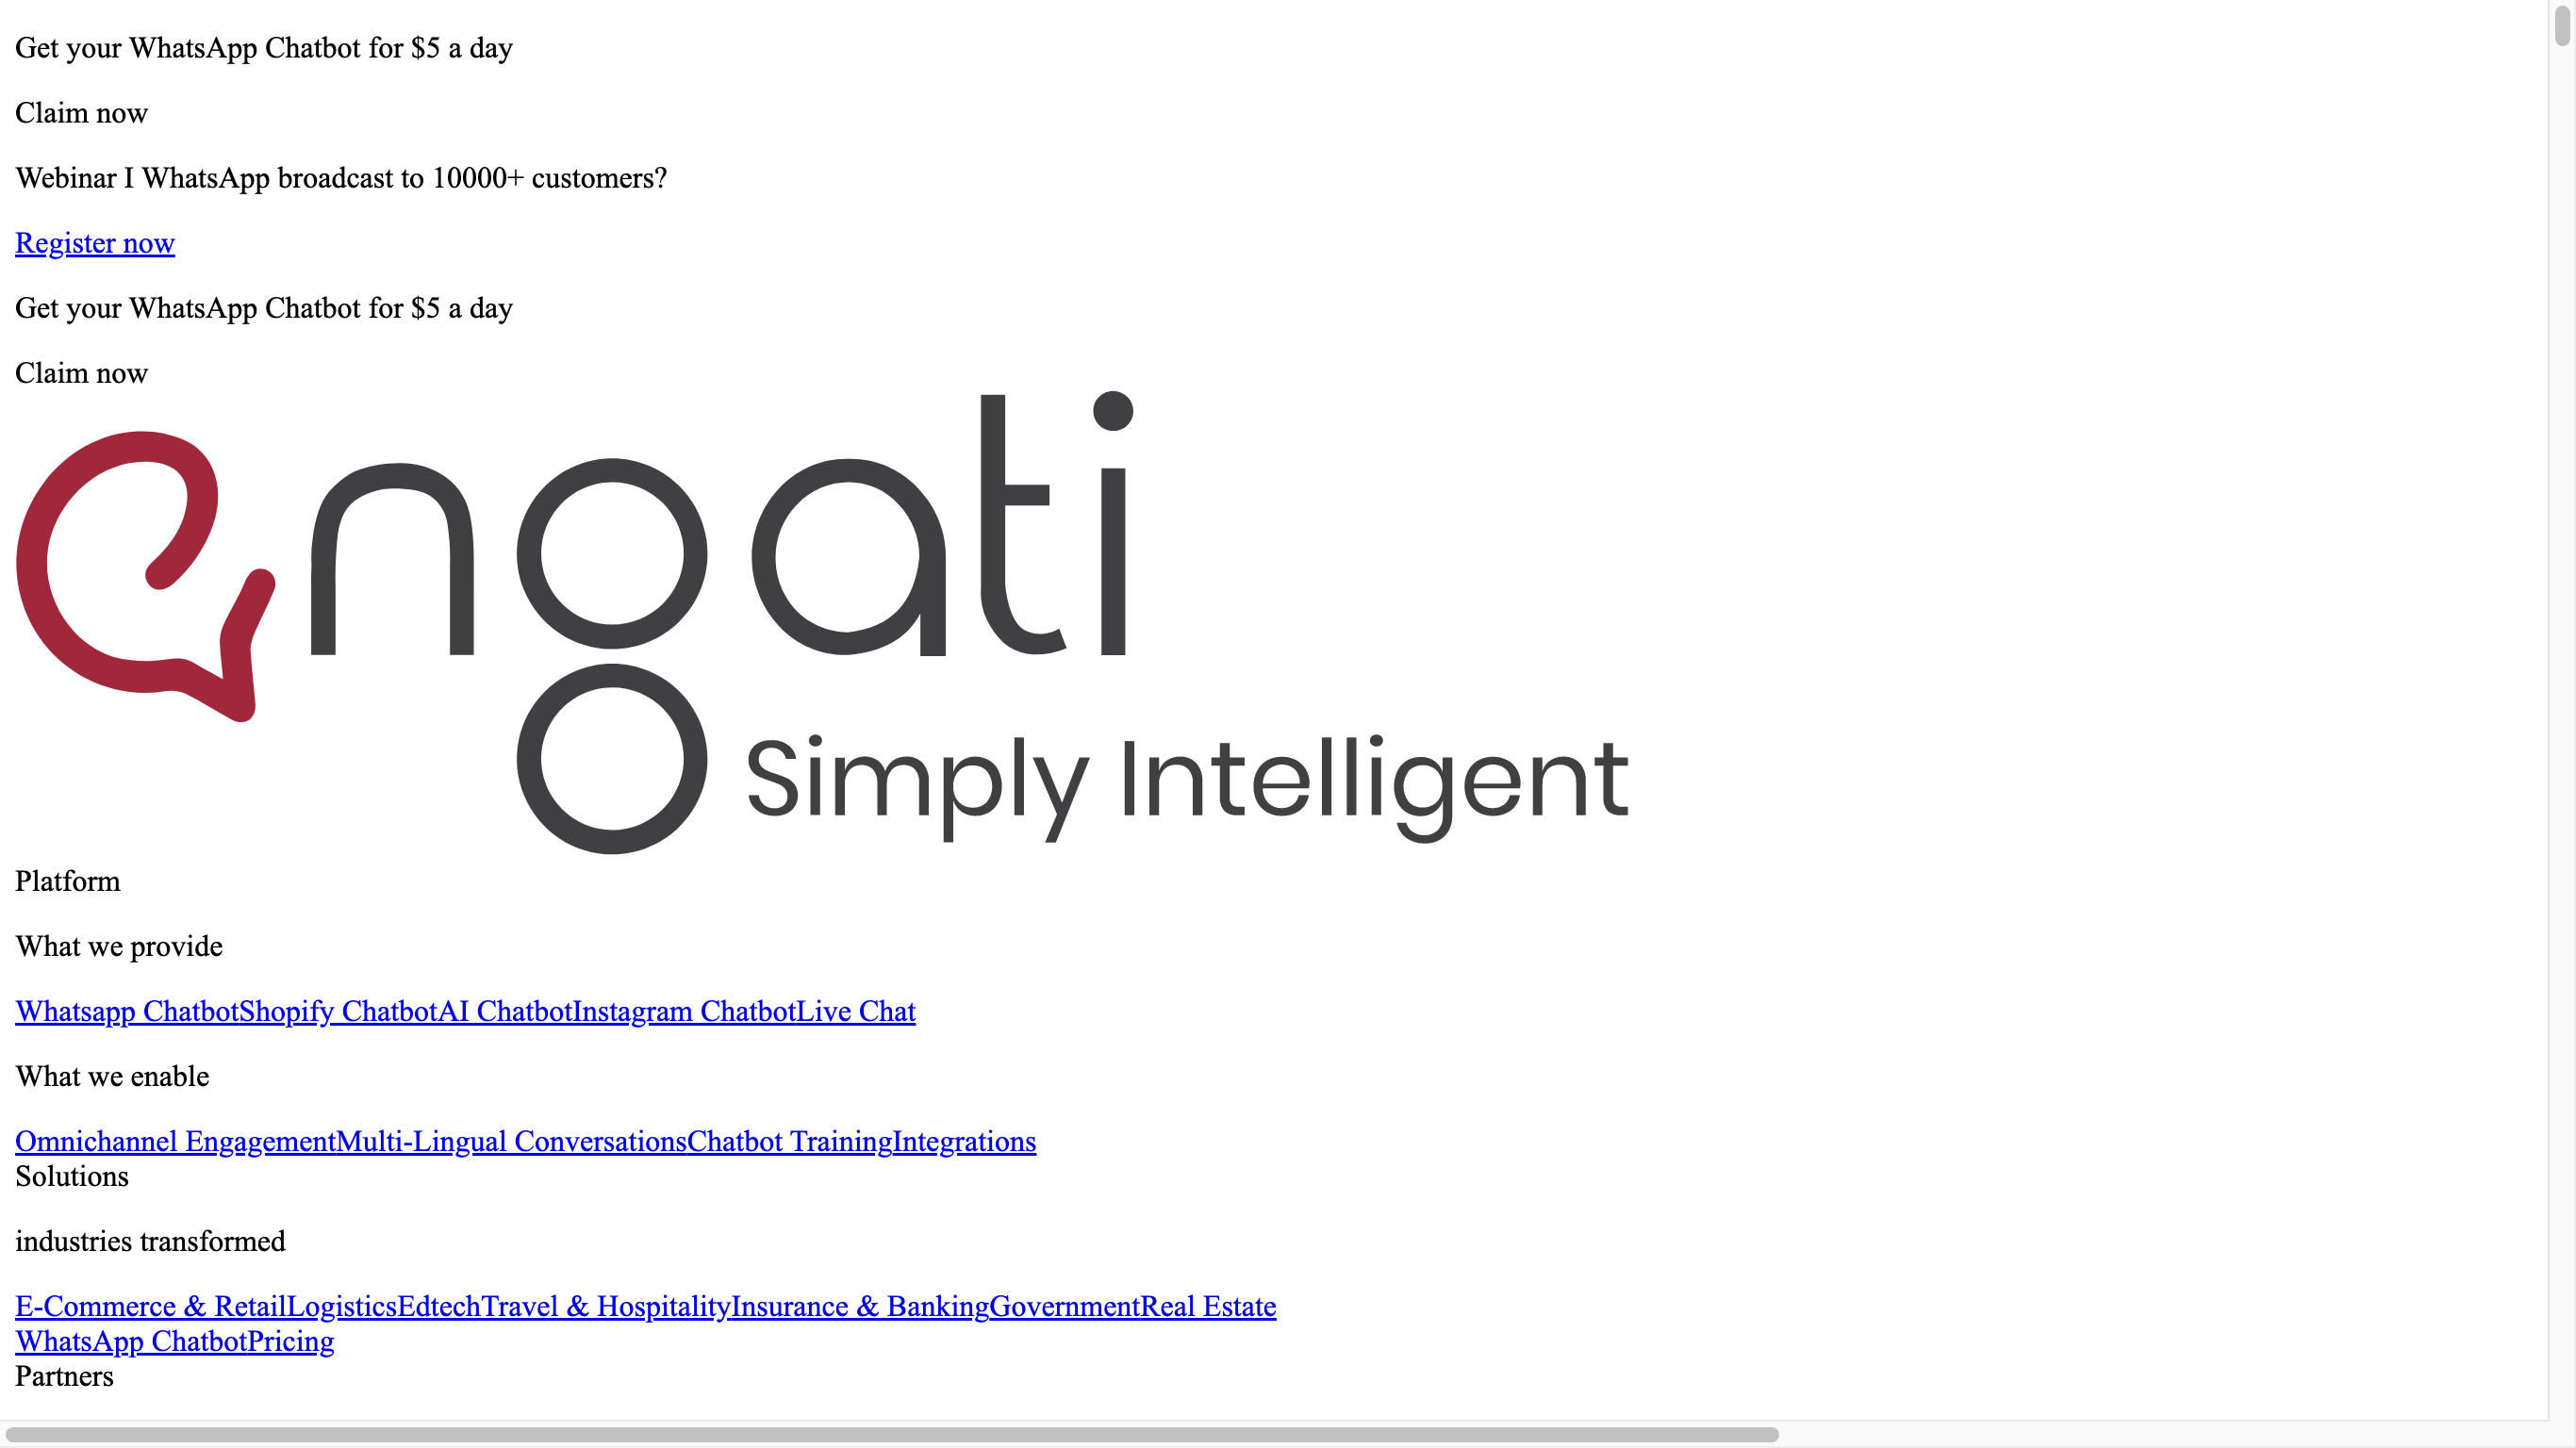 Get your WhatsApp Chatbot for $5 a day
Claim now
Webinar I WhatsApp broadcast to 10000+ customers?
Register now
Get your WhatsApp Chatbot for $5 a day
Claim now
engati
Simply Intelligent
Platform
What we provide
Whatsapp ChatbotShopify ChatbotAI ChatbotInstagram ChatbotLive Chat
What we enable
Omnichannel EngagementMulti-Lingual ConversationsChatbot TrainingIntegrations
Solutions
industries transformed
E-Commerce & RetailLogisticsEdtechTravel & HospitalityInsurance & BankingGovernmentReal Estate
WhatsApp ChatbotPricing
Partners